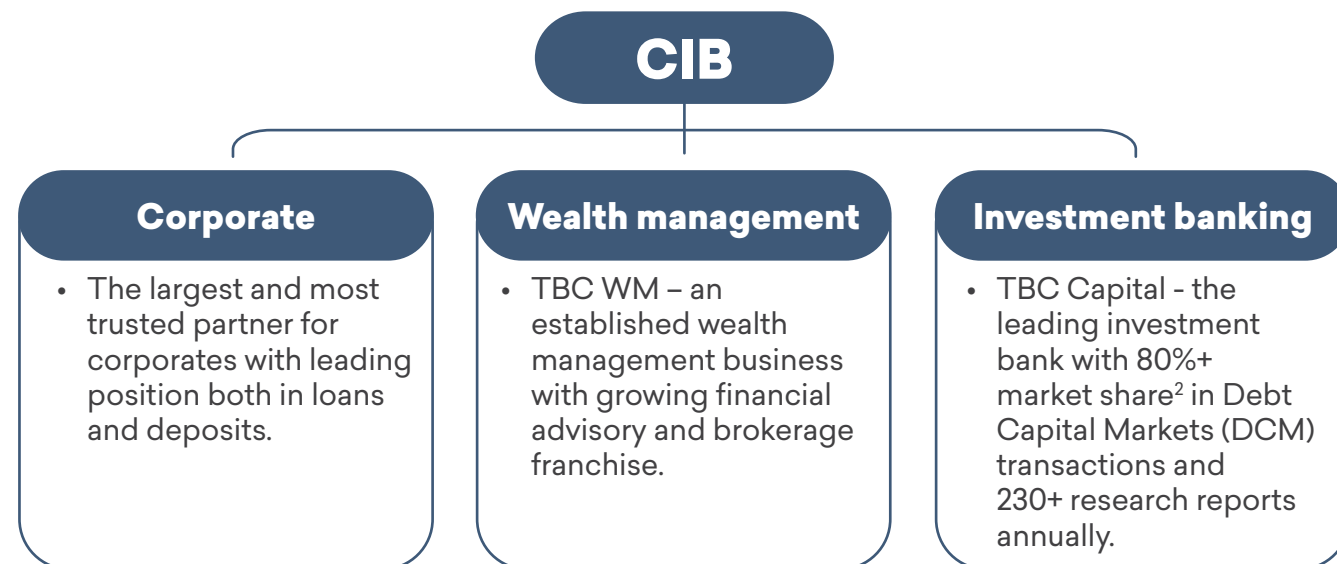 CIB
Corporate
• The largest and most
trusted partner for
corporates with leading
position both in loans
and deposits.
Wealth management
• TBC WM – an
established wealth
management business
with growing financial
advisory and brokerage
franchise.
Investment banking
• TBC Capital - the
leading investment
bank with 80%+
market share² in Debt
Capital Markets (DCM)
transactions and
230+ research reports
annually.